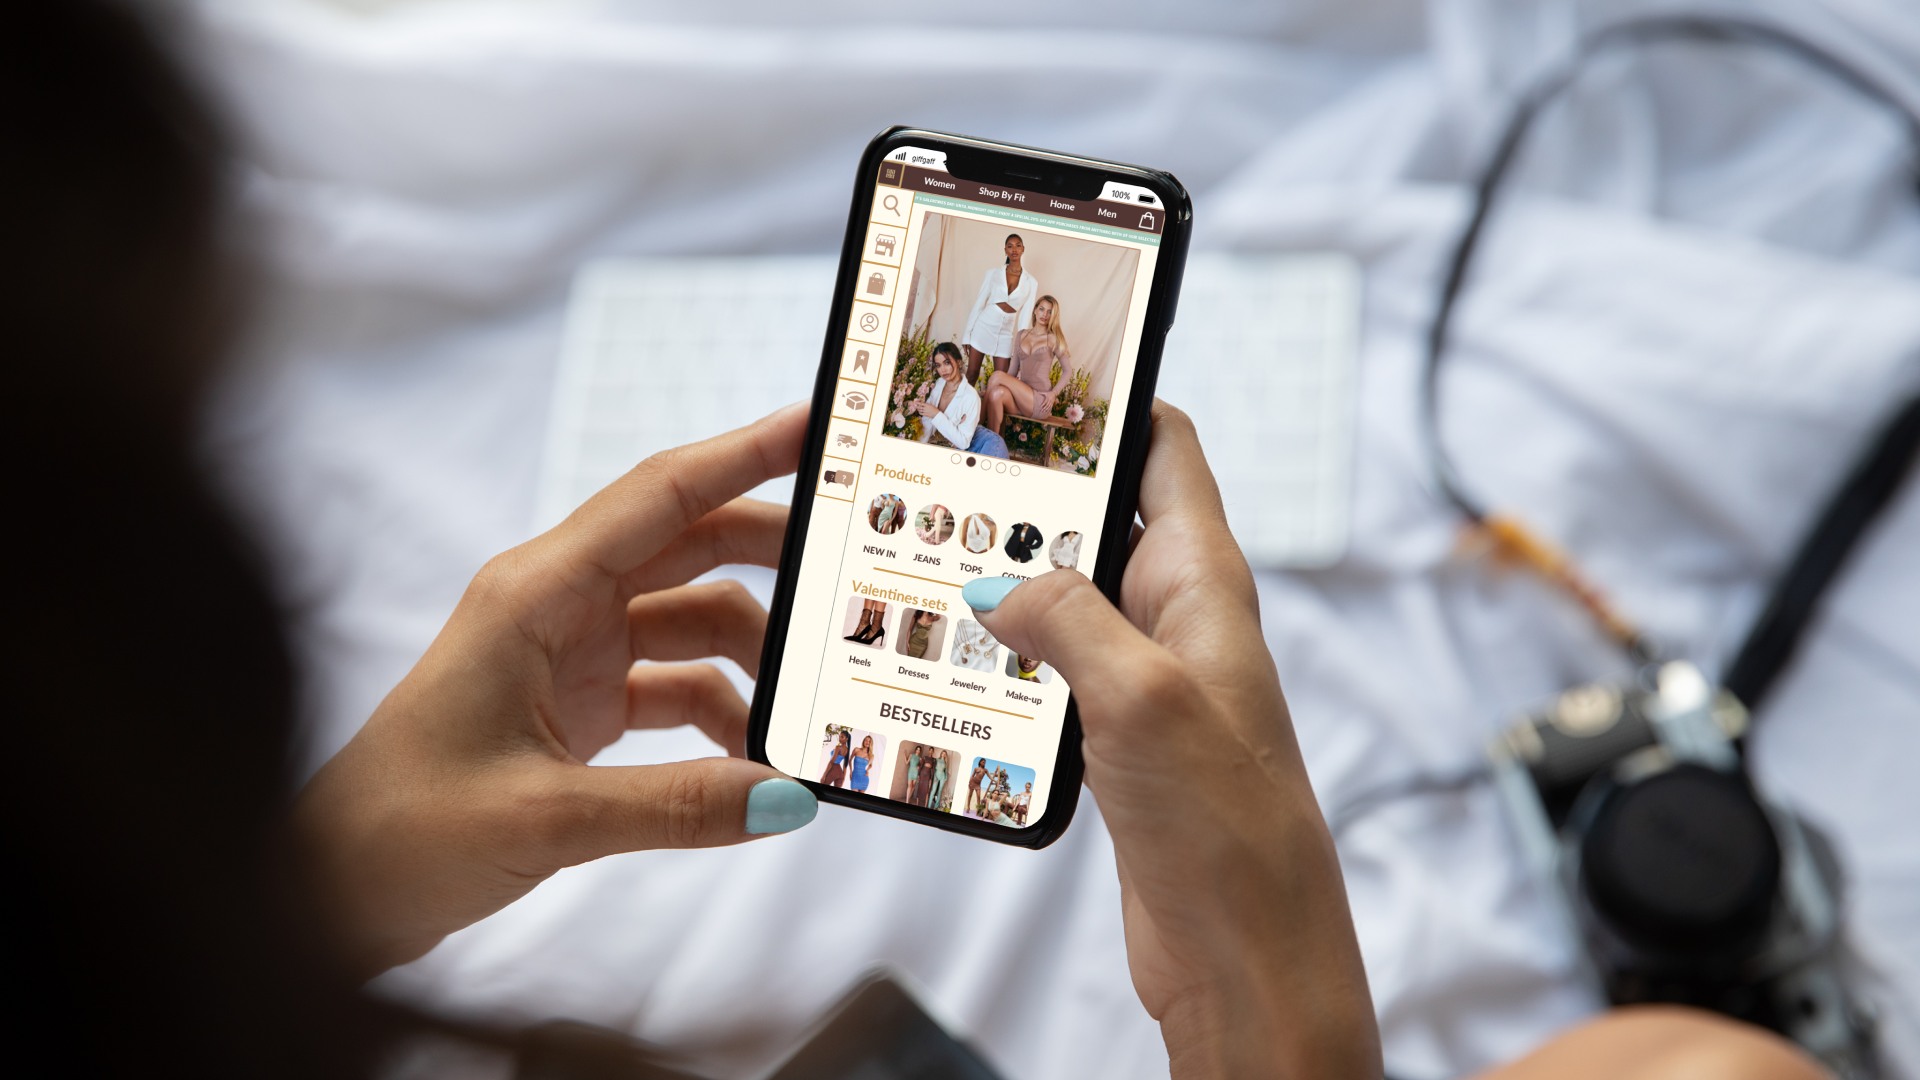 giffgaff
100%
Women Shop By Fit Home Men
Products
NEW IN JEANS TOPS COATS
Valentines sets
Heels Dresses Jewelery Make-up
BESTSELLERS